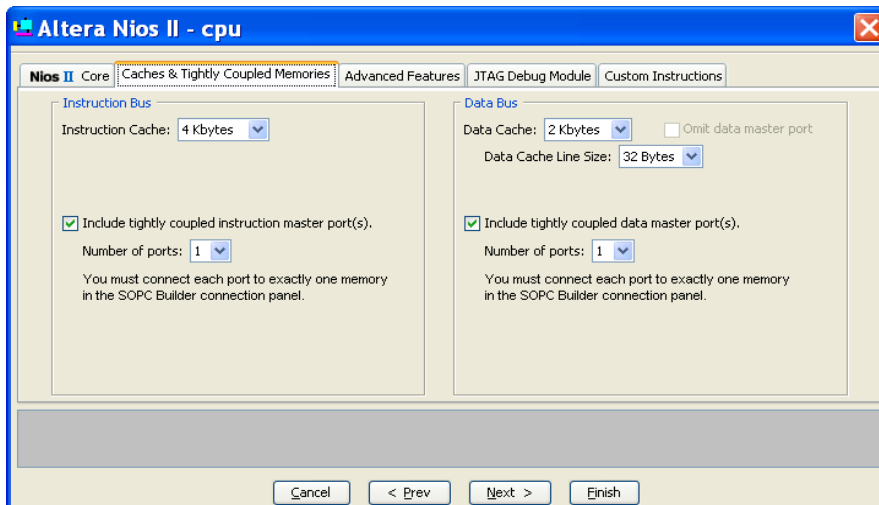 Altera Nios II - cpu
Nios II Core Caches & Tightly Coupled Memories Advanced Features JTAG Debug Module Custom Instructions
Instruction Bus
Instruction Cache: 4 Kbytes
Include tightly coupled instruction master port(s).
Number of ports: 1
You must connect each port to exactly one memory
in the SOPC Builder connection panel.
Data Bus
Data Cache: 2 Kbytes Omit data master port
Data Cache Line Size: 32 Bytes
Include tightly coupled data master port(s).
Number of ports: 1
You must connect each port to exactly one memory
in the SOPC Builder connection panel.
Cancel < Prev Next > Finish